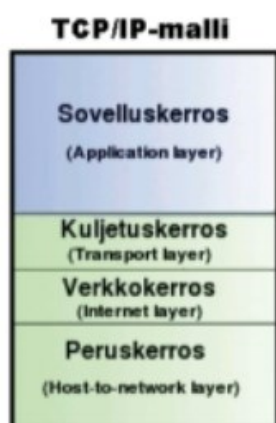 TCP/IP-malli
Sovelluskerros
(Application layer)
Kuljetuskerros
(Transport layer)
Verkkokerros
(Internet layer)
Peruskerros
(Host-to-network layer)